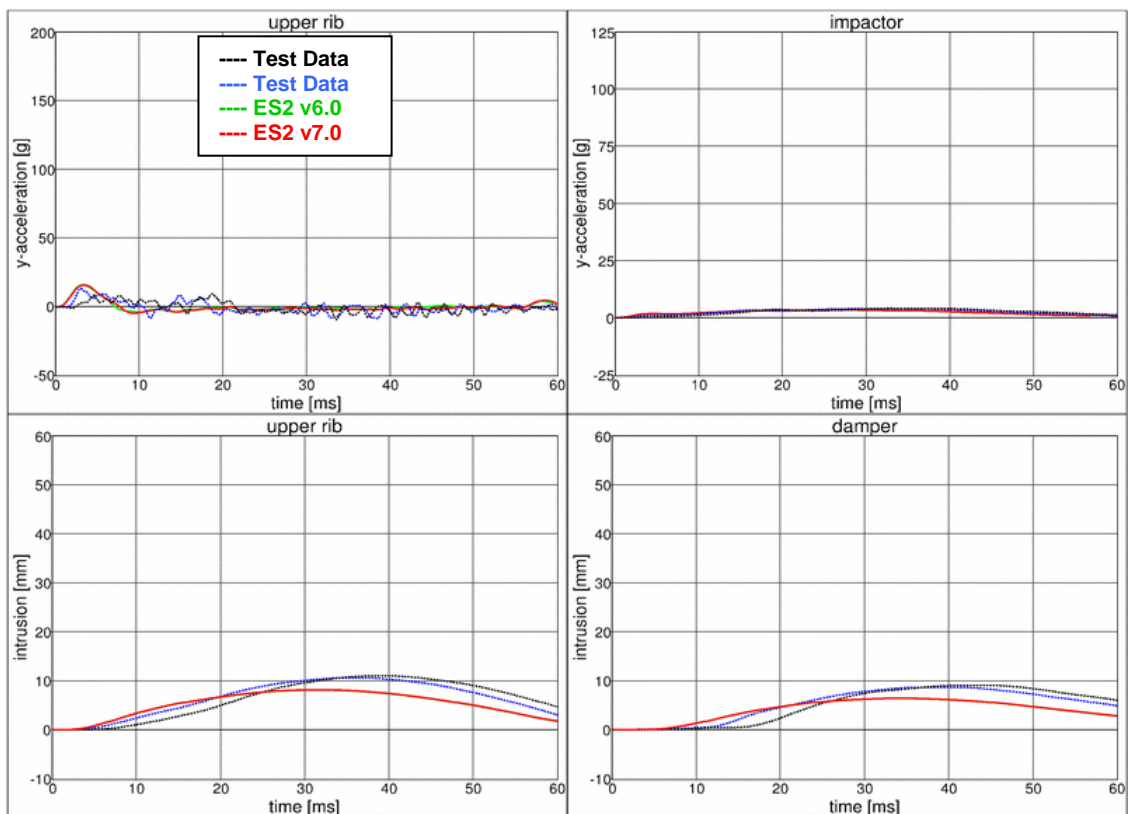 upper rib
200
150
100
50
0
-50
y-acceleration [g]
---- Test Data
---- Test Data
---- ES2 v6.0
---- ES2 v7.0
0 10 20 30 40 50 60
time [ms]
impactor
125
100
75
50
25
0
-25
y-acceleration [g]
0 10 20 30 40 50 60
time [ms]
upper rib
60
50
40
30
20
10
0
-10
intrusion [mm]
0 10 20 30 40 50 60
time [ms]
damper
60
50
40
30
20
10
0
-10
intrusion [mm]
0 10 20 30 40 50 60
time [ms]